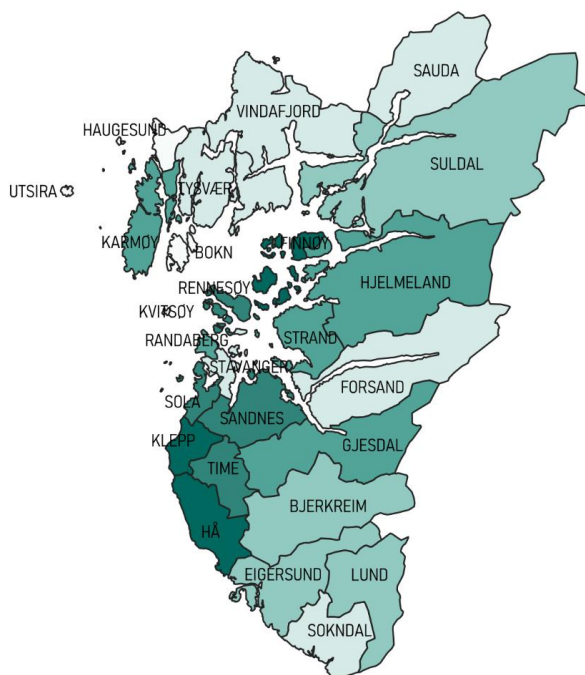 SAUDA
VINDAFJORD
HAUGESUND
SULDAL
UTSIRA
TYSVÆR
KARMØY
BOKN
FINNØY
HJELMELAND
RENNESØY
KVITSØY
RANDABERG
STRAND
STAVANGER
FORSAND
SOLA
SANDNES
KLEPP
GJESDAL
TIME
BJERKREIM
HÅ
EIGERSUND
LUND
SOKNDAL